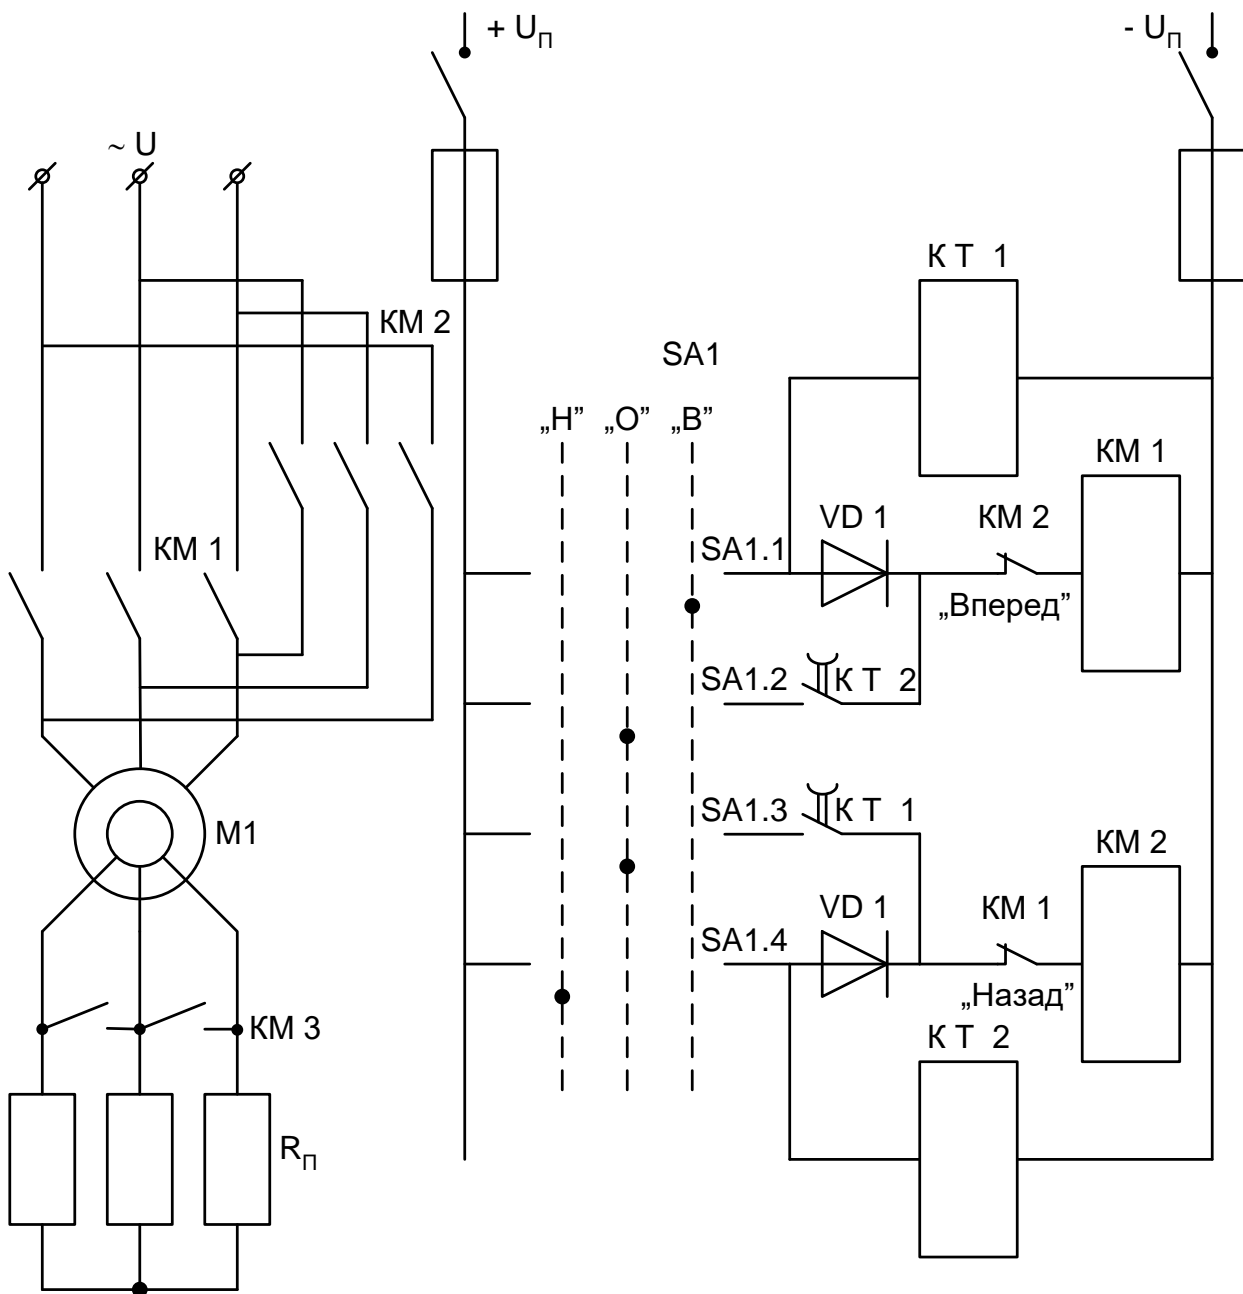 + Uп
- Uп
~ U
К Т 1
КМ 2
SA1
„Н” „О” „В”
КМ 1
VD 1
КМ 2
КМ 1
SA1.1
„Вперед”
SA1.2
К Т 2
SA1.3
К Т 1
М1
КМ 2
VD 1
КМ 1
SA1.4
„Назад”
КМ 3
К Т 2
Rп